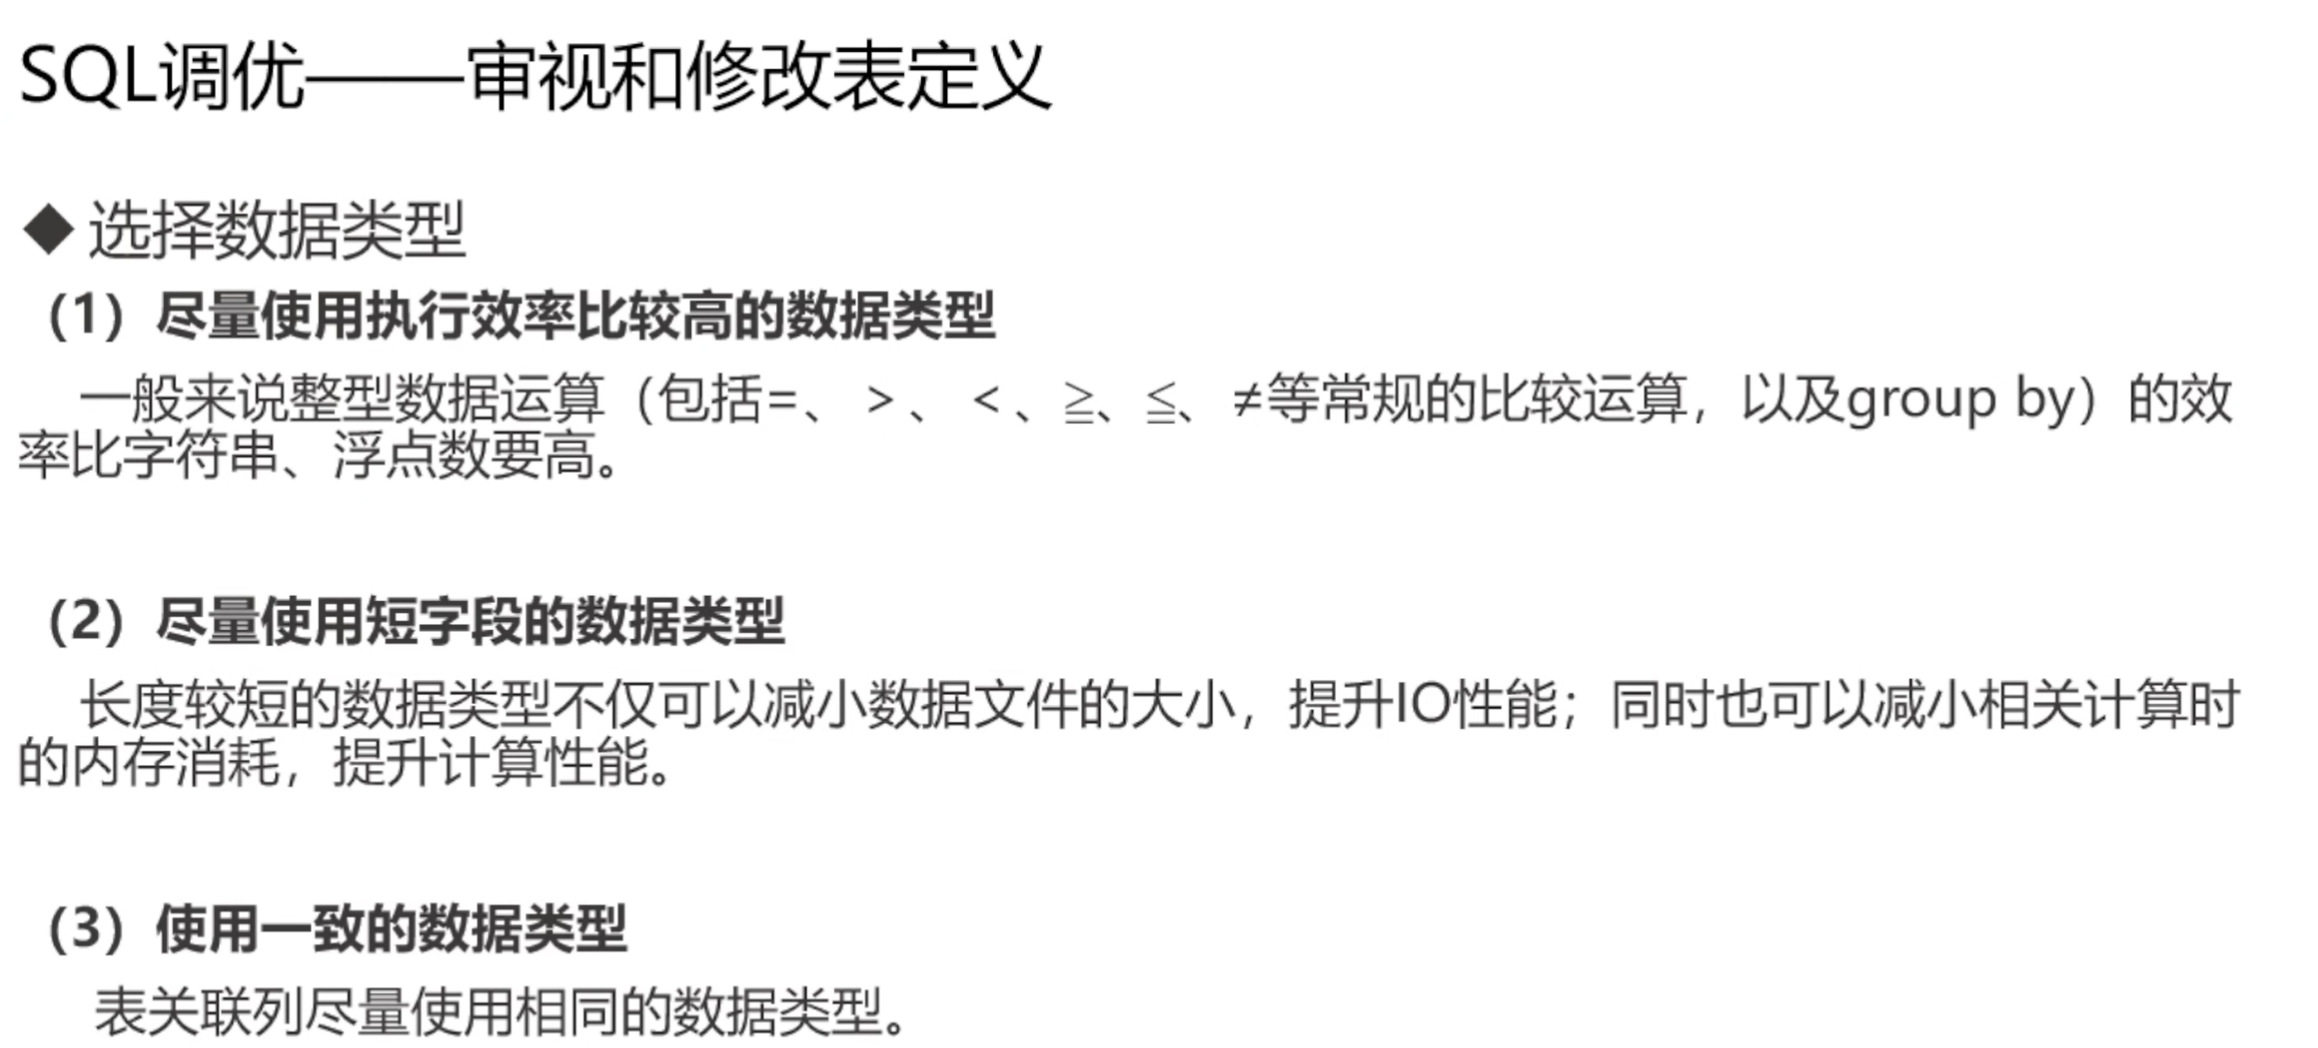 SQL调优——审视和修改表定义
◆ 选择数据类型
（1）尽量使用执行效率比较高的数据类型
一般来说整型数据运算（包括=、＞、＜、≧、≦、≠等常规的比较运算，以及group by）的效
率比字符串、浮点数要高。
（2）尽量使用短字段的数据类型
长度较短的数据类型不仅可以减小数据文件的大小，提升IO性能；同时也可以减小相关计算时
的内存消耗，提升计算性能。
（3）使用一致的数据类型
表关联列尽量使用相同的数据类型。